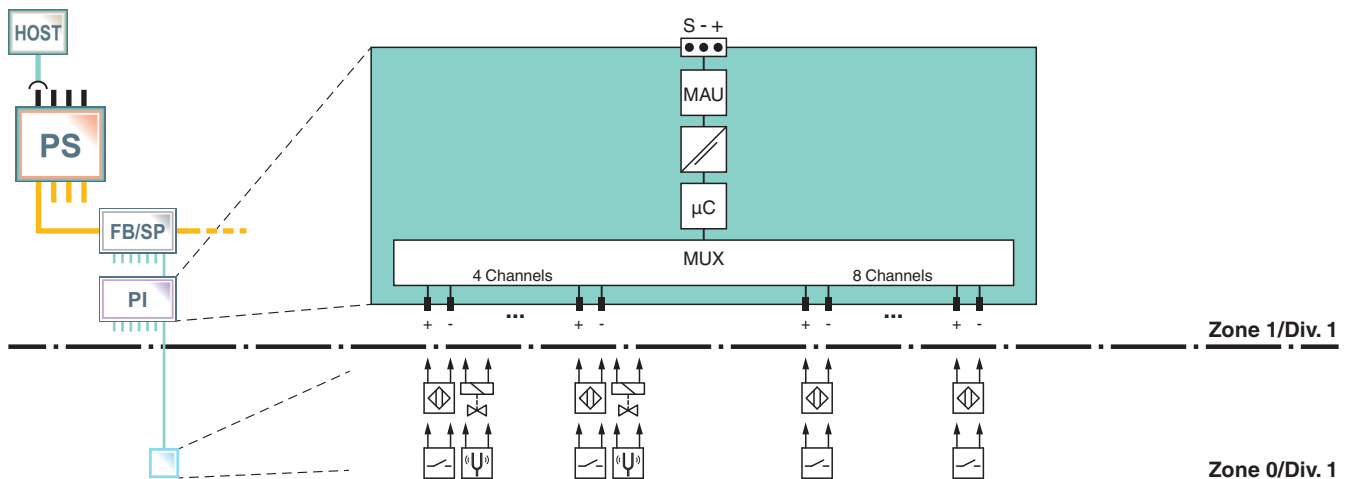 HOST
PS
FB/SP
PI
S - +
MAU
µC
MUX
4 Channels
8 Channels
...
...
+ - + - + - + -
Zone 1/Div. 1
Zone 0/Div. 1